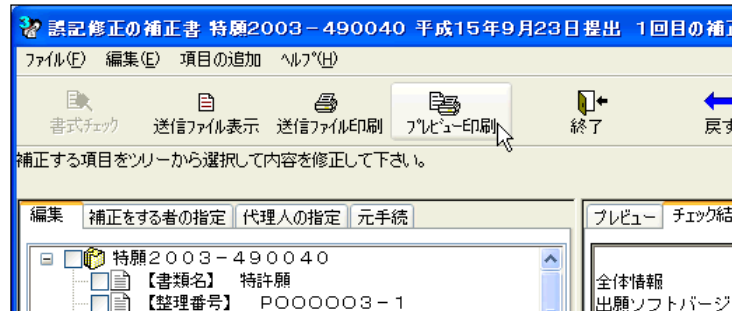 誤記修正の補正書 特願2003-490040 平成15年9月23日提出 1回目の補正
ﾌｧｲﾙ(F) 編集(E) 項目の追加 ﾍﾙﾌﾟ(H)
書式ﾁｪｯｸ 送信ﾌｧｲﾙ表示 送信ﾌｧｲﾙ印刷 ﾌﾟﾚﾋﾞｭｰ印刷 終了 戻す
補正する項目をツリーから選択して内容を修正して下さい。
編集 補正をする者の指定 代理人の指定 元手続 プレビュー チェック結
特願2003-490040
【書類名】 特許願
【整理番号】 P000003-1
全体情報
出願ソフトバージ